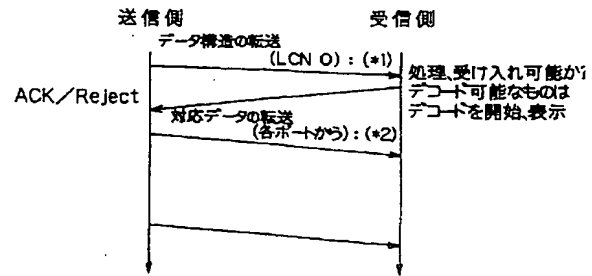 送信側
受信側
データ構造の転送
(LCN 0) : (*1)
処理、受け入れ可能か
デコード可能なものは
デコードを開始、表示
ACK/Reject
対応データの転送
(各ポートから) : (*2)